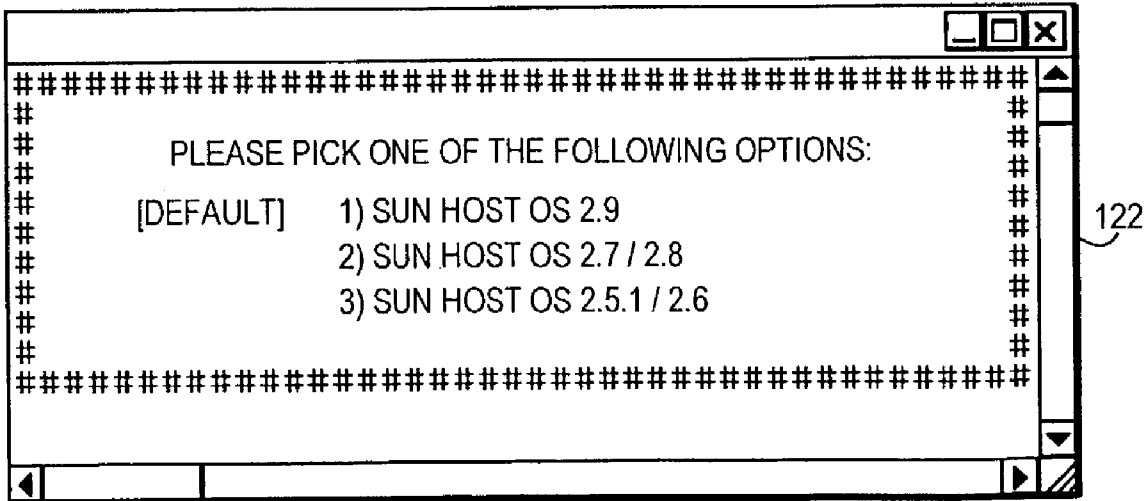 ##########################################
# #
# PLEASE PICK ONE OF THE FOLLOWING OPTIONS: #
#
# [DEFAULT] 1) SUN HOST OS 2.9 #
# 2) SUN HOST OS 2.7 / 2.8 #
# 3) SUN HOST OS 2.5.1 / 2.6 #
# #
# #
##########################################
122